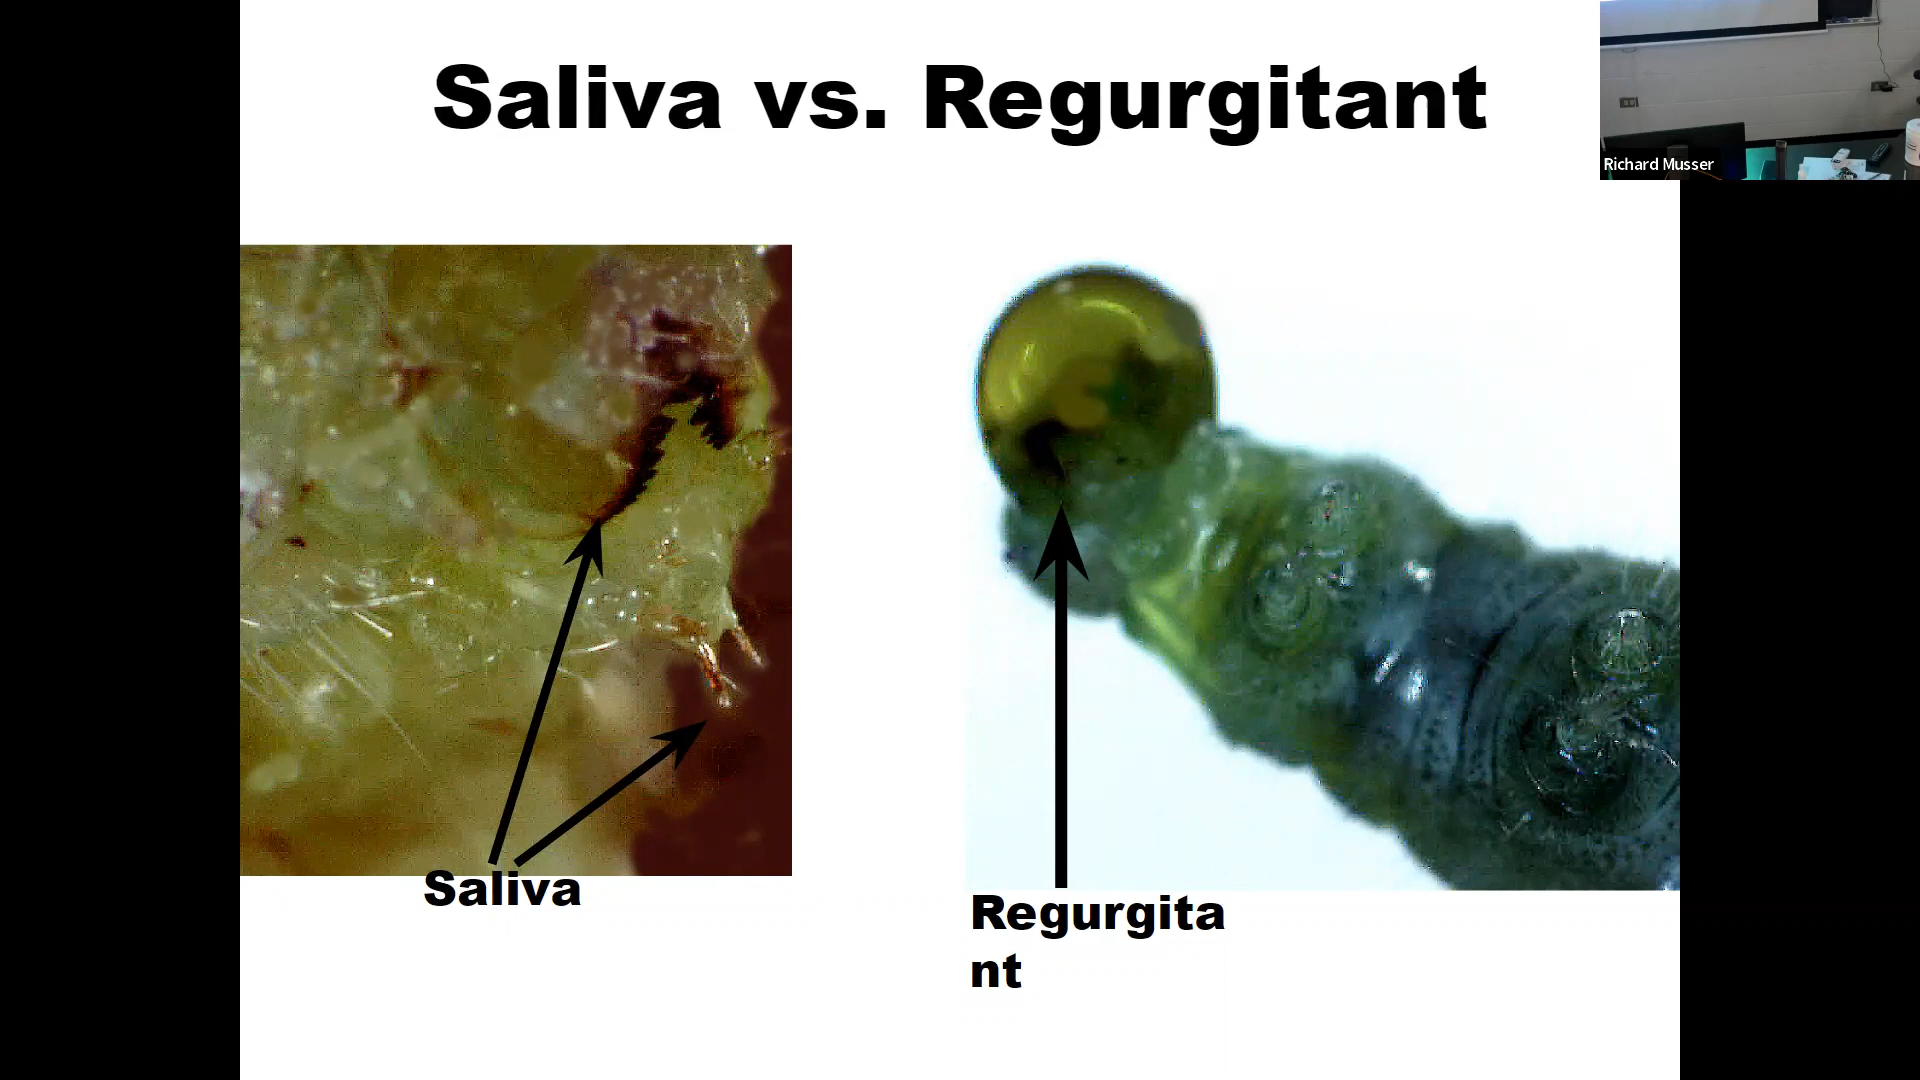 Saliva vs. Regurgitant
Richard Musser
Saliva
Regurgita
nt